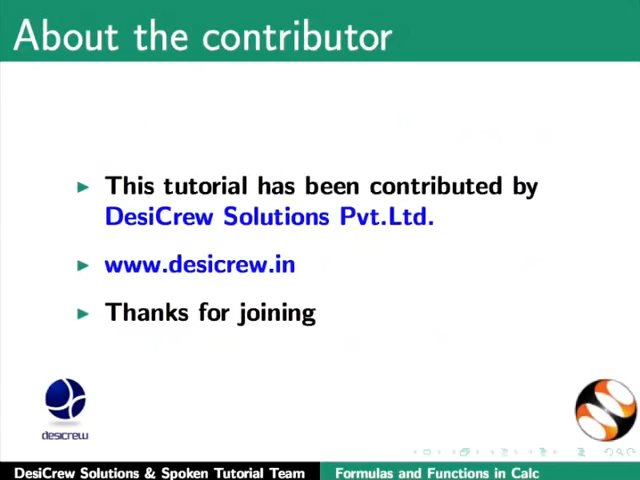 About the contributor
This tutorial has been contributed by
DesiCrew Solutions Pvt.Ltd.
www.desicrew.in
Thanks for joining
desicrew
DesiCrew Solutions & Spoken Tutorial Team
Formulas and Functions in Calc